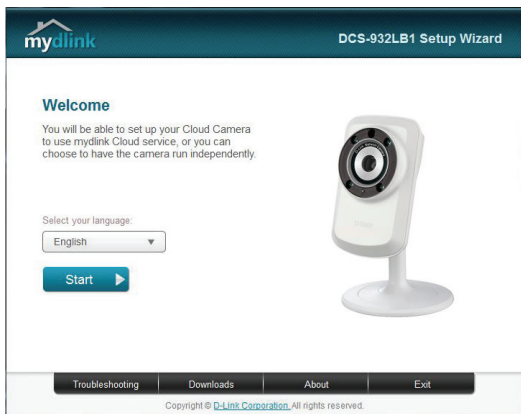 mydlink
DCS-932LB1 Setup Wizard
Welcome
You will be able to set up your Cloud Camera
to use mydlink Cloud service, or you can
choose to have the camera run independently.
Select your language:
English
Start
Troubleshooting
Downloads
About
Exit
Copyright © D-Link Corporation. All rights reserved.